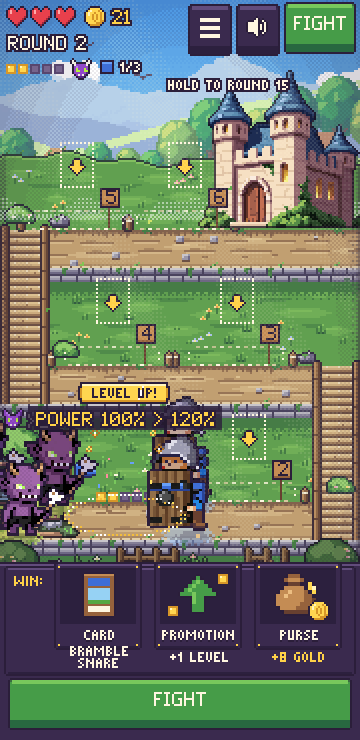 21
FIGHT
ROUND 2
1/3
HOLD TO ROUND 15
5
6
4
3
LEVEL UP!
POWER 100% > 120%
2
WIN:
CARD
BRAMBLE
SNARE
PROMOTION
+1 LEVEL
PURSE
+8 GOLD
FIGHT